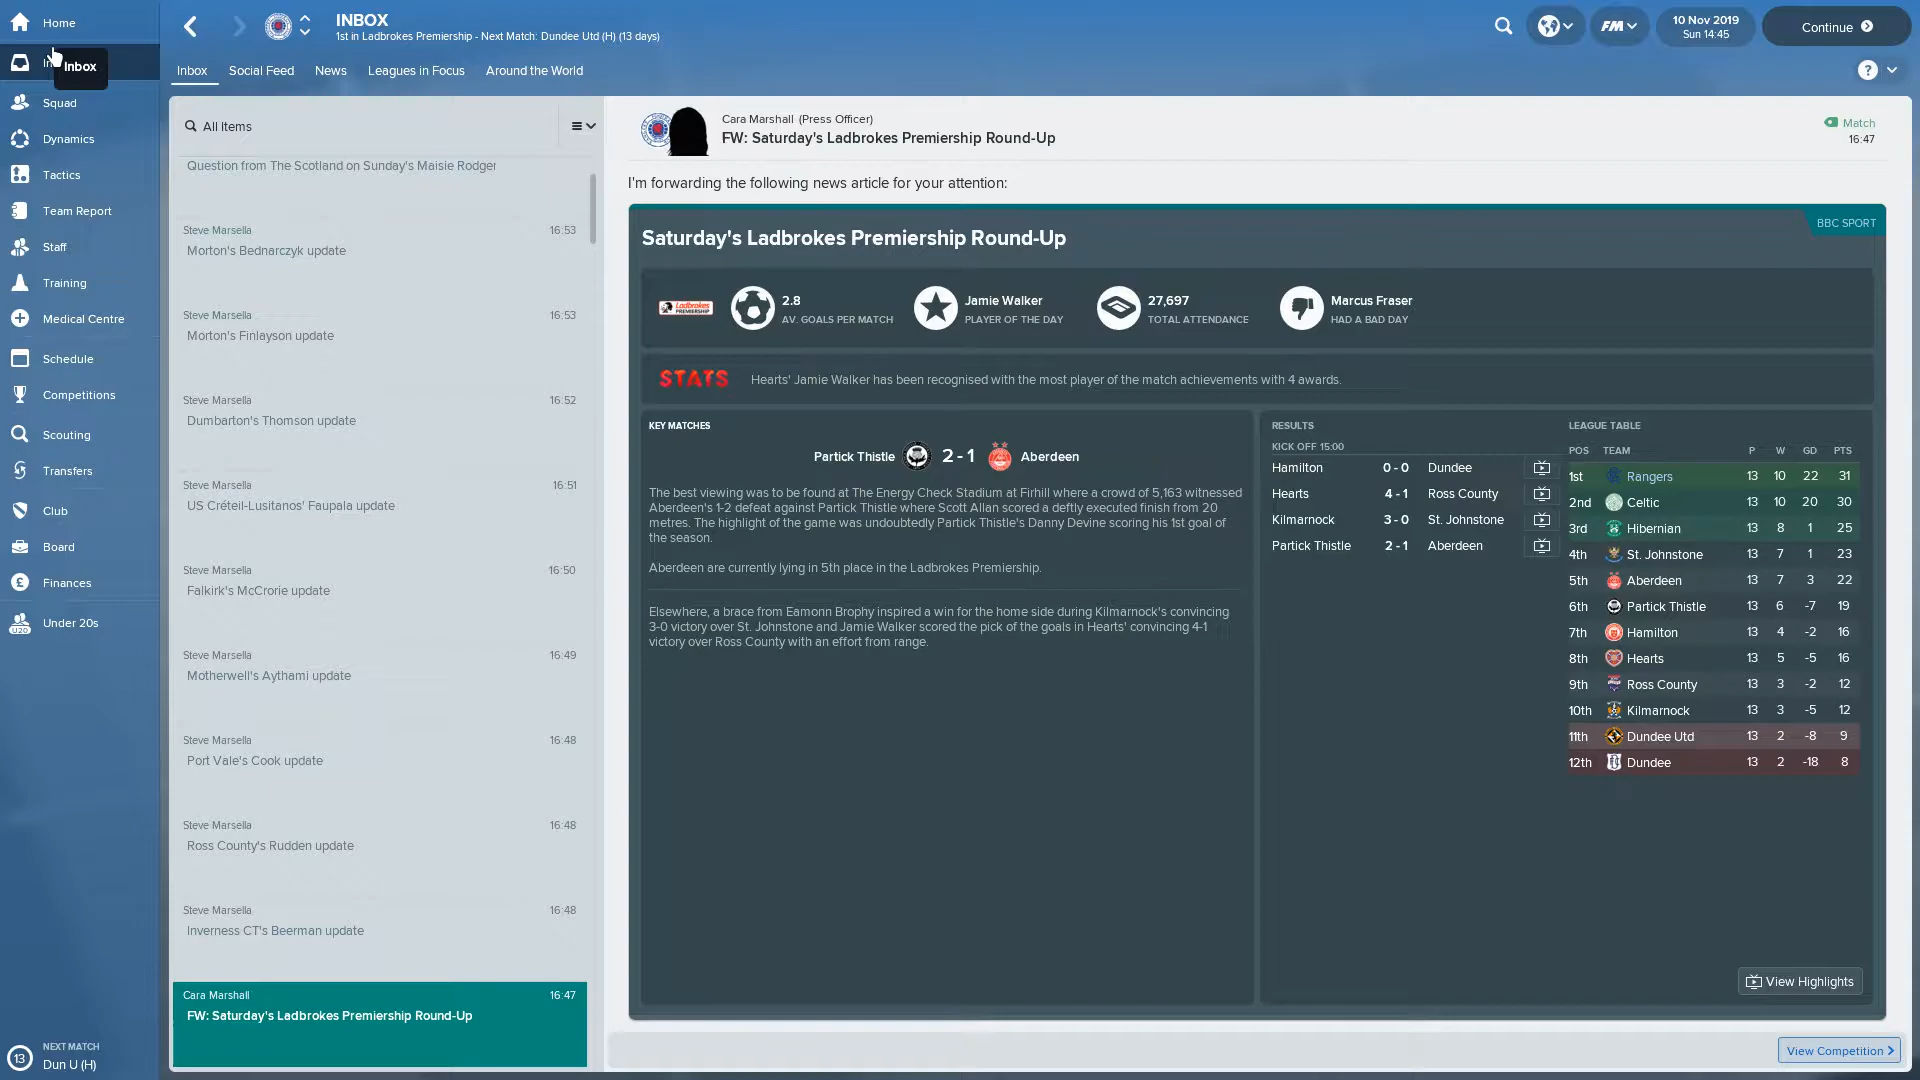 Home
Inbox
Squad
Dynamics
Tactics
Team Report
Staff
Training
Medical Centre
Schedule
Competitions
Scouting
Transfers
Club
Board
Finances
U20
Under 20s
13
NEXT MATCH
Dun U (H)
INBOX
1st in Ladbrokes Premiership - Next Match: Dundee Utd (H) (13 days)
FM
10 Nov 2019
Sun 14:45
Continue
Inbox
Social Feed
News
Leagues in Focus
Around the World
?
All Items
Question from The Scotland on Sunday's Maisie Rodger
Steve Marsella 16:53
Morton's Bednarczyk update
Steve Marsella 16:53
Morton's Finlayson update
Steve Marsella 16:52
Dumbarton's Thomson update
Steve Marsella 16:51
US Créteil-Lusitanos' Faupala update
Steve Marsella 16:50
Falkirk's McCrorie update
Steve Marsella 16:49
Motherwell's Aythami update
Steve Marsella 16:48
Port Vale's Cook update
Steve Marsella 16:48
Ross County's Rudden update
Steve Marsella 16:48
Inverness CT's Beerman update
Cara Marshall 16:47
FW: Saturday's Ladbrokes Premiership Round-Up
Cara Marshall (Press Officer)
FW: Saturday's Ladbrokes Premiership Round-Up
Match
16:47
I'm forwarding the following news article for your attention:
BBC SPORT
Saturday's Ladbrokes Premiership Round-Up
Ladbrokes
PREMIERSHIP
2.8
AV. GOALS PER MATCH
Jamie Walker
PLAYER OF THE DAY
27,697
TOTAL ATTENDANCE
Marcus Fraser
HAD A BAD DAY
STATS
Hearts' Jamie Walker has been recognised with the most player of the match achievements with 4 awards.
KEY MATCHES
Partick Thistle 2 - 1 Aberdeen
The best viewing was to be found at The Energy Check Stadium at Firhill where a crowd of 5,163 witnessed
Aberdeen's 1-2 defeat against Partick Thistle where Scott Allan scored a deftly executed finish from 20
metres. The highlight of the game was undoubtedly Partick Thistle's Danny Devine scoring his 1st goal of
the season.
Aberdeen are currently lying in 5th place in the Ladbrokes Premiership.
Elsewhere, a brace from Eamonn Brophy inspired a win for the home side during Kilmarnock's convincing
3-0 victory over St. Johnstone and Jamie Walker scored the pick of the goals in Hearts' convincing 4-1
victory over Ross County with an effort from range.
RESULTS
KICK OFF 15:00
Hamilton 0 - 0 Dundee
Hearts 4 - 1 Ross County
Kilmarnock 3 - 0 St. Johnstone
Partick Thistle 2 - 1 Aberdeen
LEAGUE TABLE
POS TEAM P W GD PTS
1st Rangers 13 10 22 31
2nd Celtic 13 10 20 30
3rd Hibernian 13 8 1 25
4th St. Johnstone 13 7 1 23
5th Aberdeen 13 7 3 22
6th Partick Thistle 13 6 -7 19
7th Hamilton 13 4 -2 16
8th Hearts 13 5 -5 16
9th Ross County 13 3 -2 12
10th Kilmarnock 13 3 -5 12
11th Dundee Utd 13 2 -8 9
12th Dundee 13 2 -18 8
View Highlights
View Competition